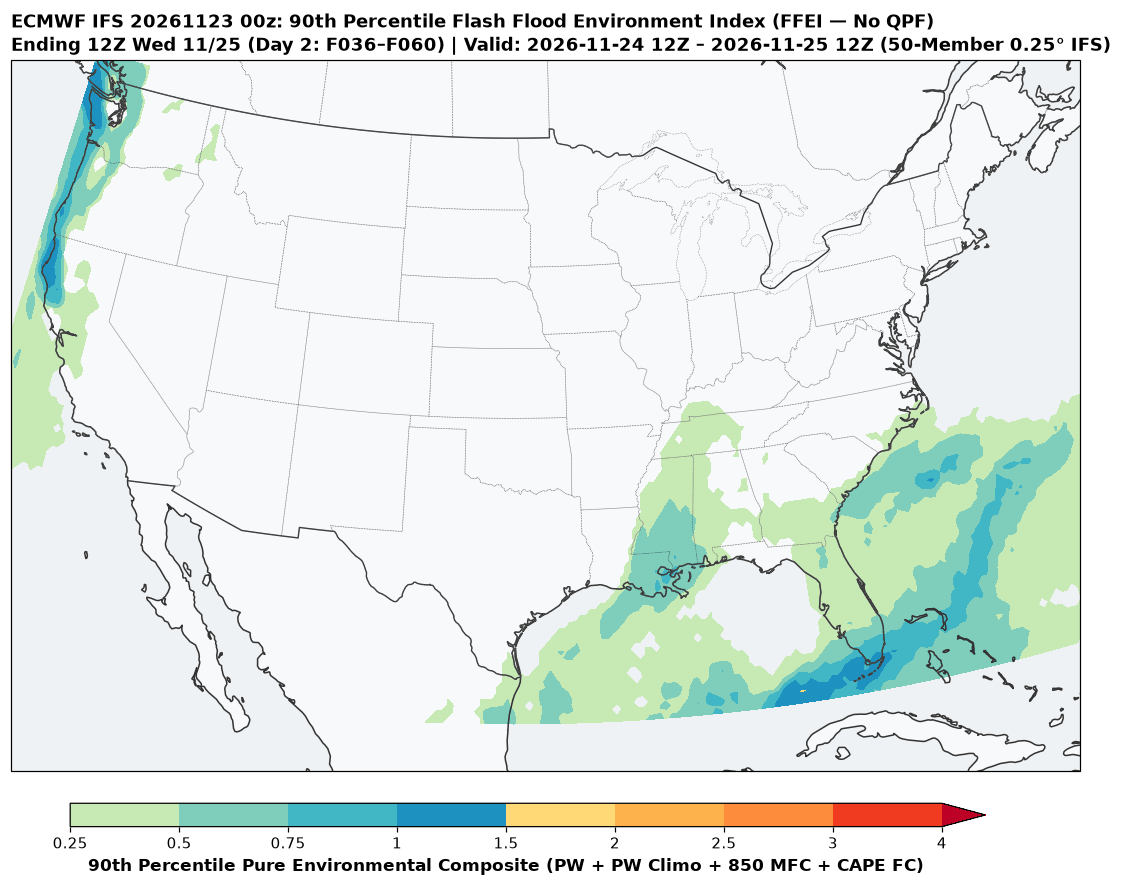 ECMWF IFS 20261123 00z: 90th Percentile Flash Flood Environment Index (FFEI — No QPF)
Ending 12Z Wed 11/25 (Day 2: F036–F060) | Valid: 2026-11-24 12Z – 2026-11-25 12Z (50-Member 0.25° IFS)
0.25 0.5 0.75 1 1.5 2 2.5 3 4
90th Percentile Pure Environmental Composite (PW + PW Climo + 850 MFC + CAPE FC)